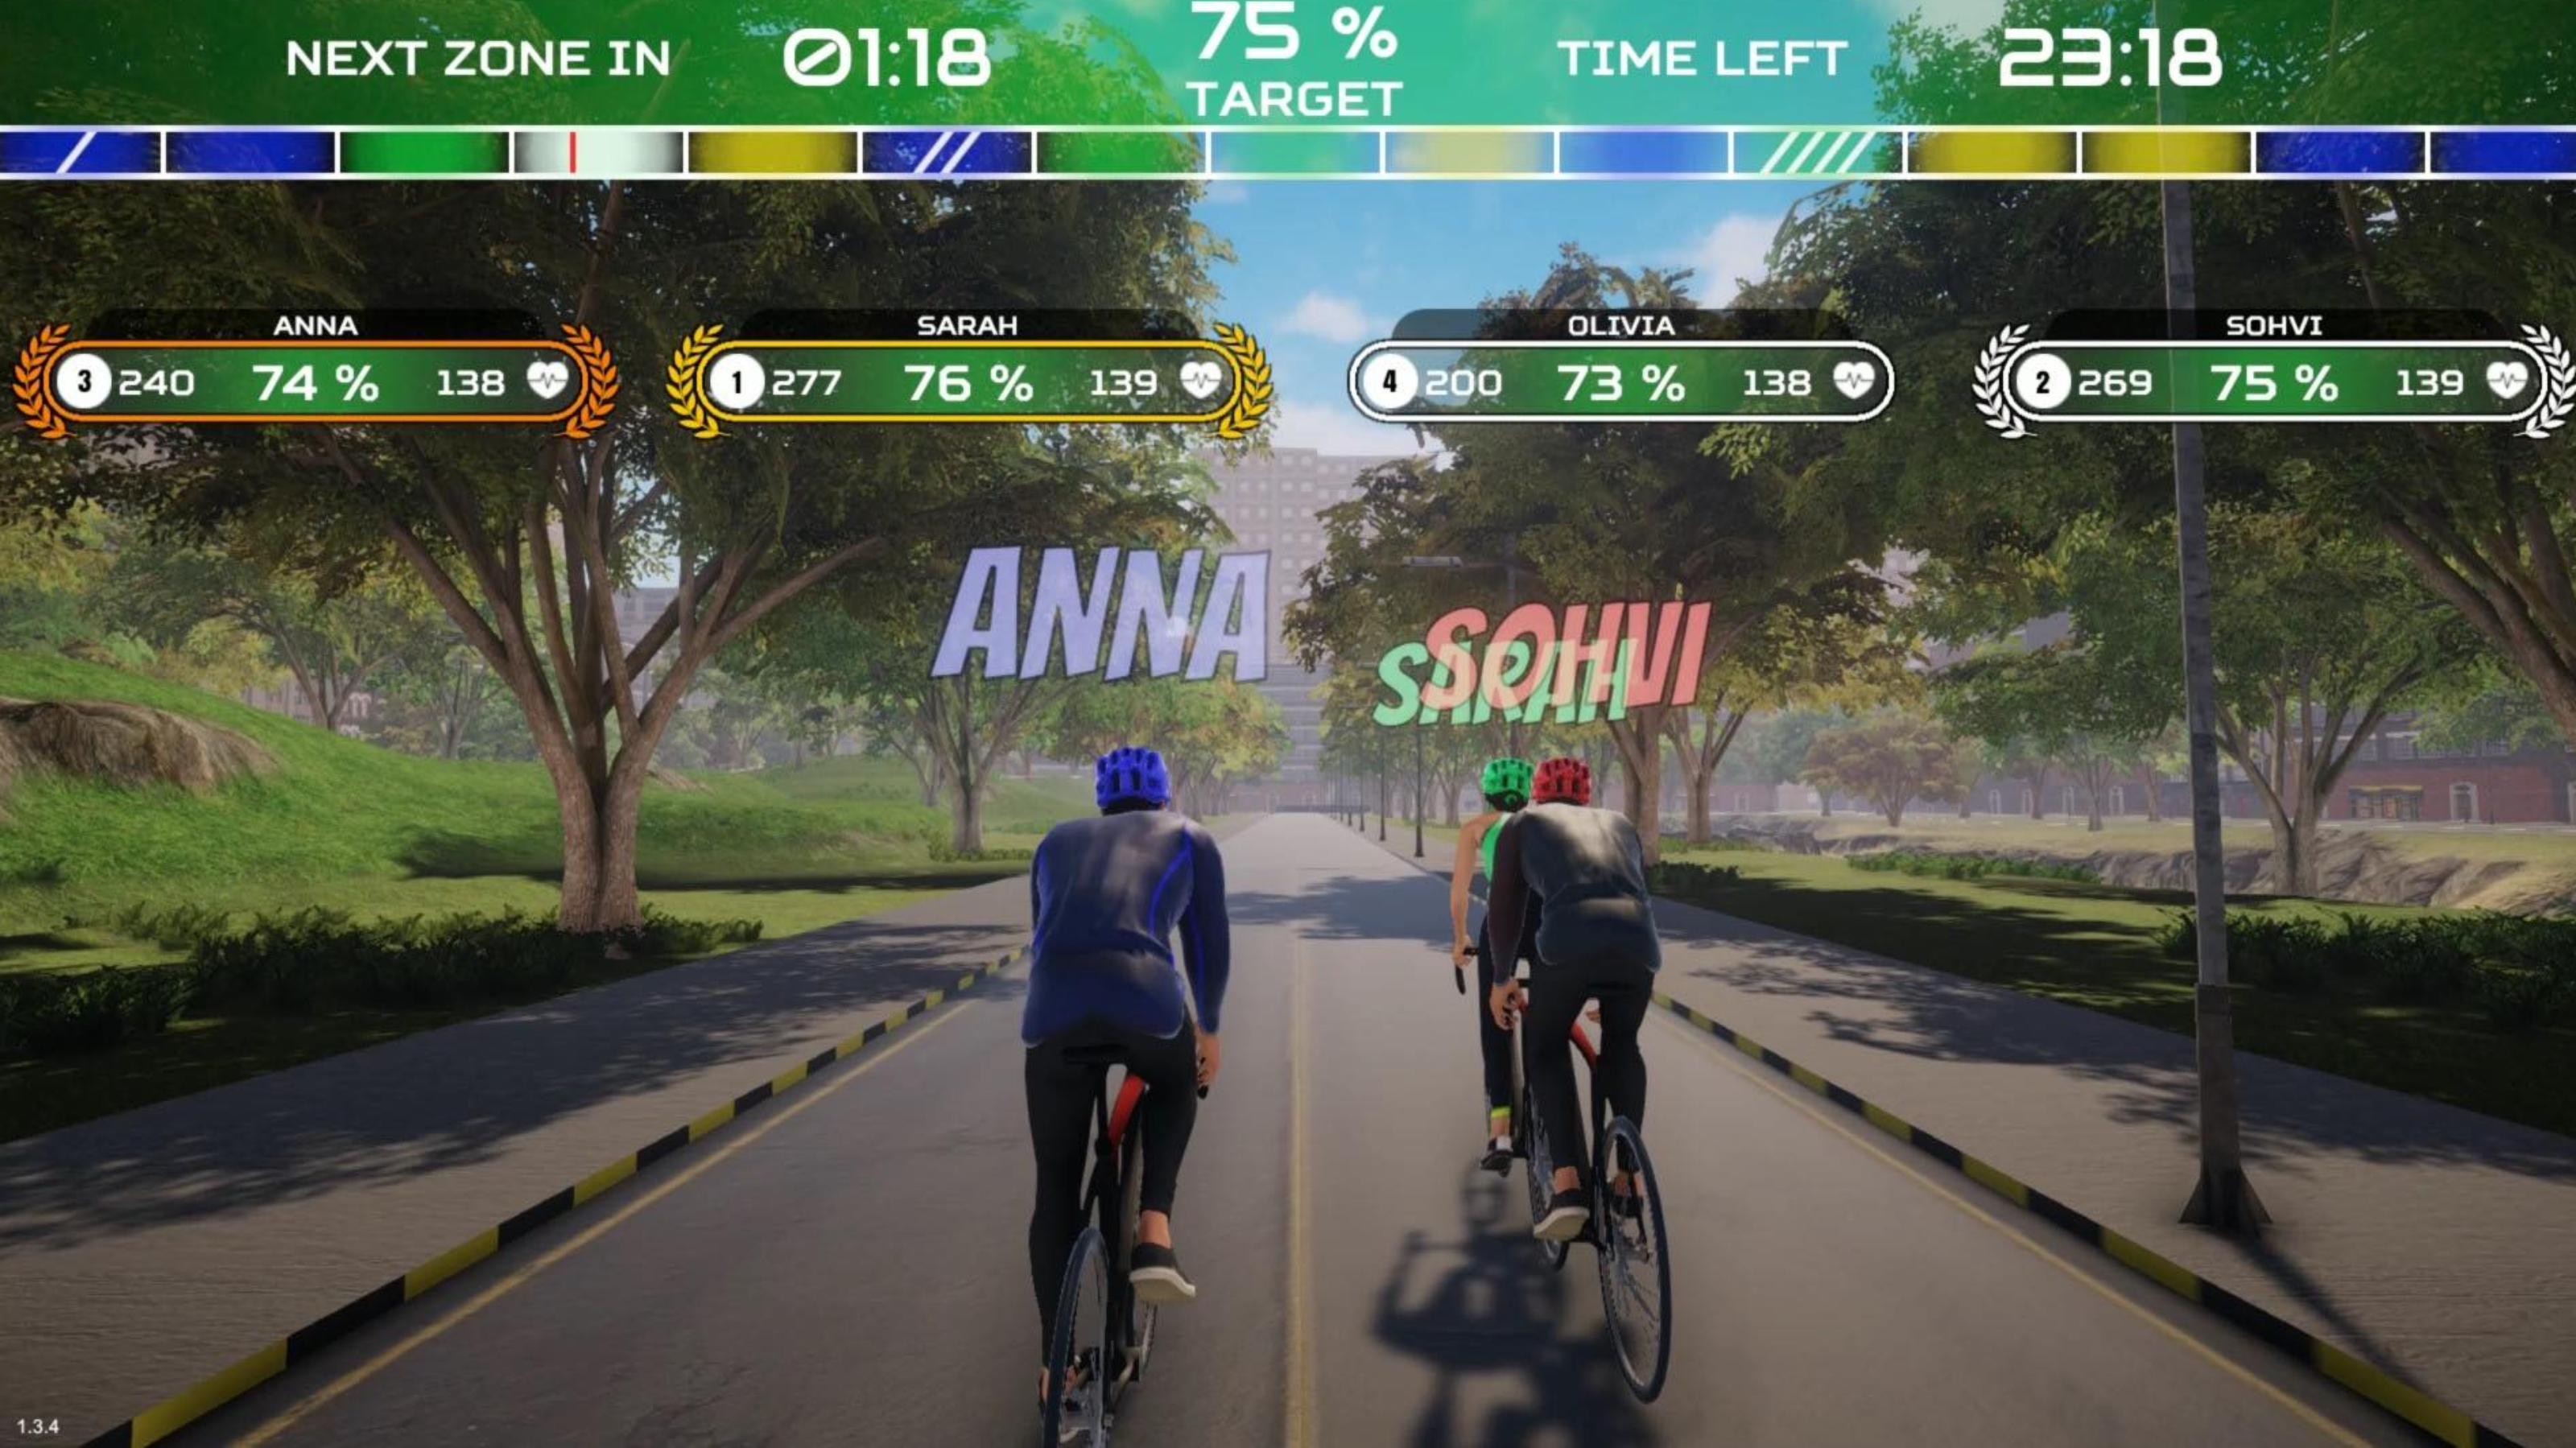 NEXT ZONE IN 01:18 75 % TARGET TIME LEFT 23:18
ANNA
3 240 74 % 138
SARAH
1 277 76 % 139
OLIVIA
4 200 73 % 138
SOHVI
2 269 75 % 139
ANNA
SOHVI
SARAH
1.3.4